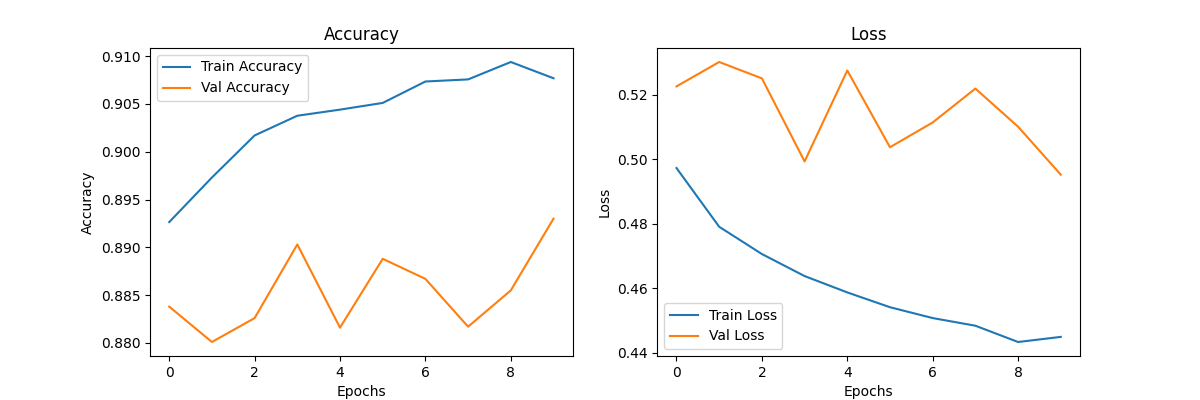 Accuracy
0.910
0.905
0.900
0.895
0.890
0.885
0.880
Accuracy
Train Accuracy
Val Accuracy
0 2 4 6 8
Epochs
Loss
0.52
0.50
0.48
0.46
0.44
Loss
Train Loss
Val Loss
0 2 4 6 8
Epochs